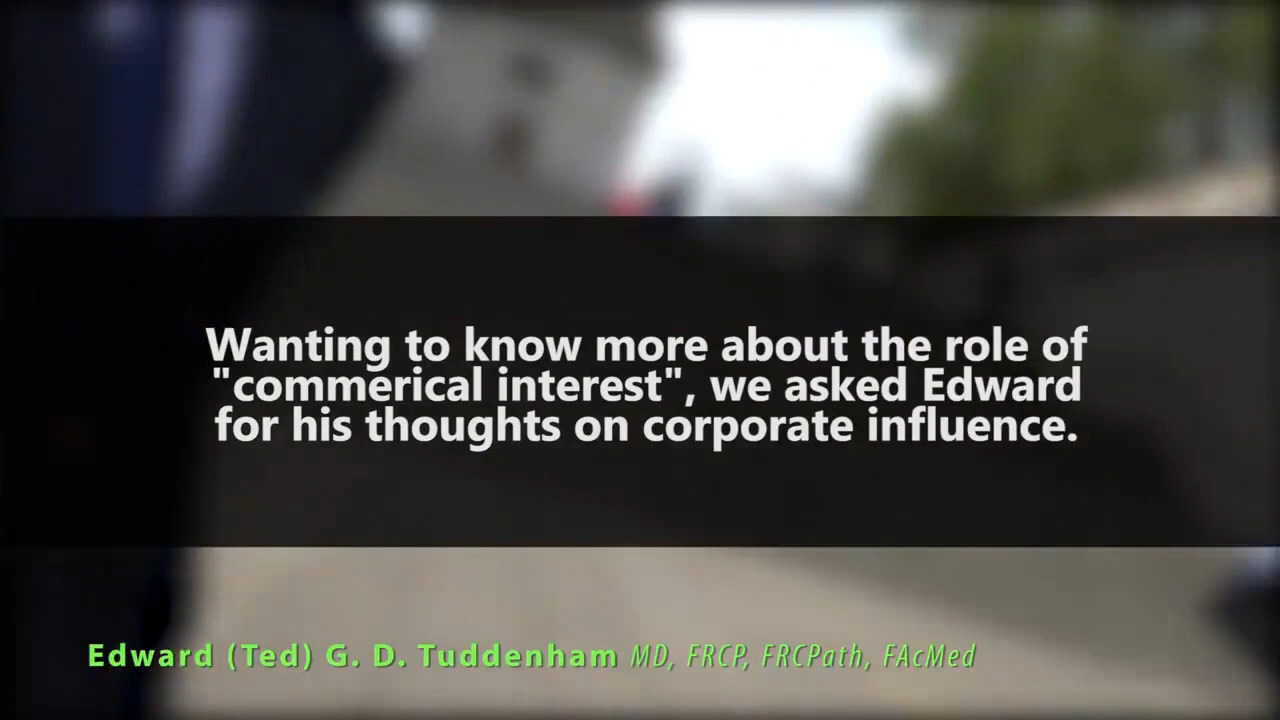 Wanting to know more about the role of
"commerical interest", we asked Edward
for his thoughts on corporate influence.
Edward (Ted) G. D. Tuddenham MD, FRCP, FRCPath, FAcMed